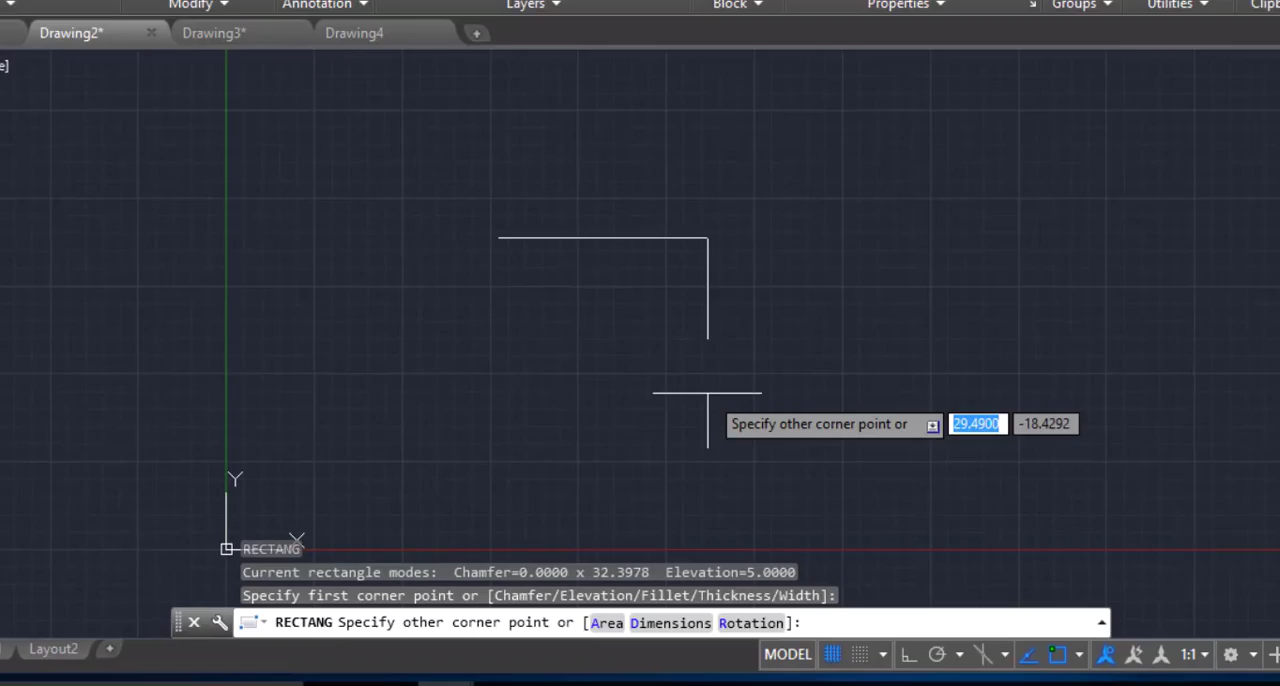 Modify Annotation Layers Block Properties Groups Utilities
Drawing2* Drawing3* Drawing4
e]
Specify other corner point or 29.4900 -18.4292
Y
X
RECTANG
Current rectangle modes:  Chamfer=0.0000 x 32.3978  Elevation=5.0000
Specify first corner point or [Chamfer/Elevation/Fillet/Thickness/Width]:
RECTANG Specify other corner point or [Area Dimensions Rotation]:
Layout2 MODEL 1:1